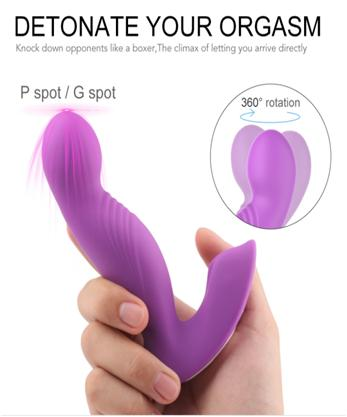 DETONATE YOUR ORGASM
Knock down opponents like a boxer,The climax of letting you arrive directly
P spot / G spot
360° rotation